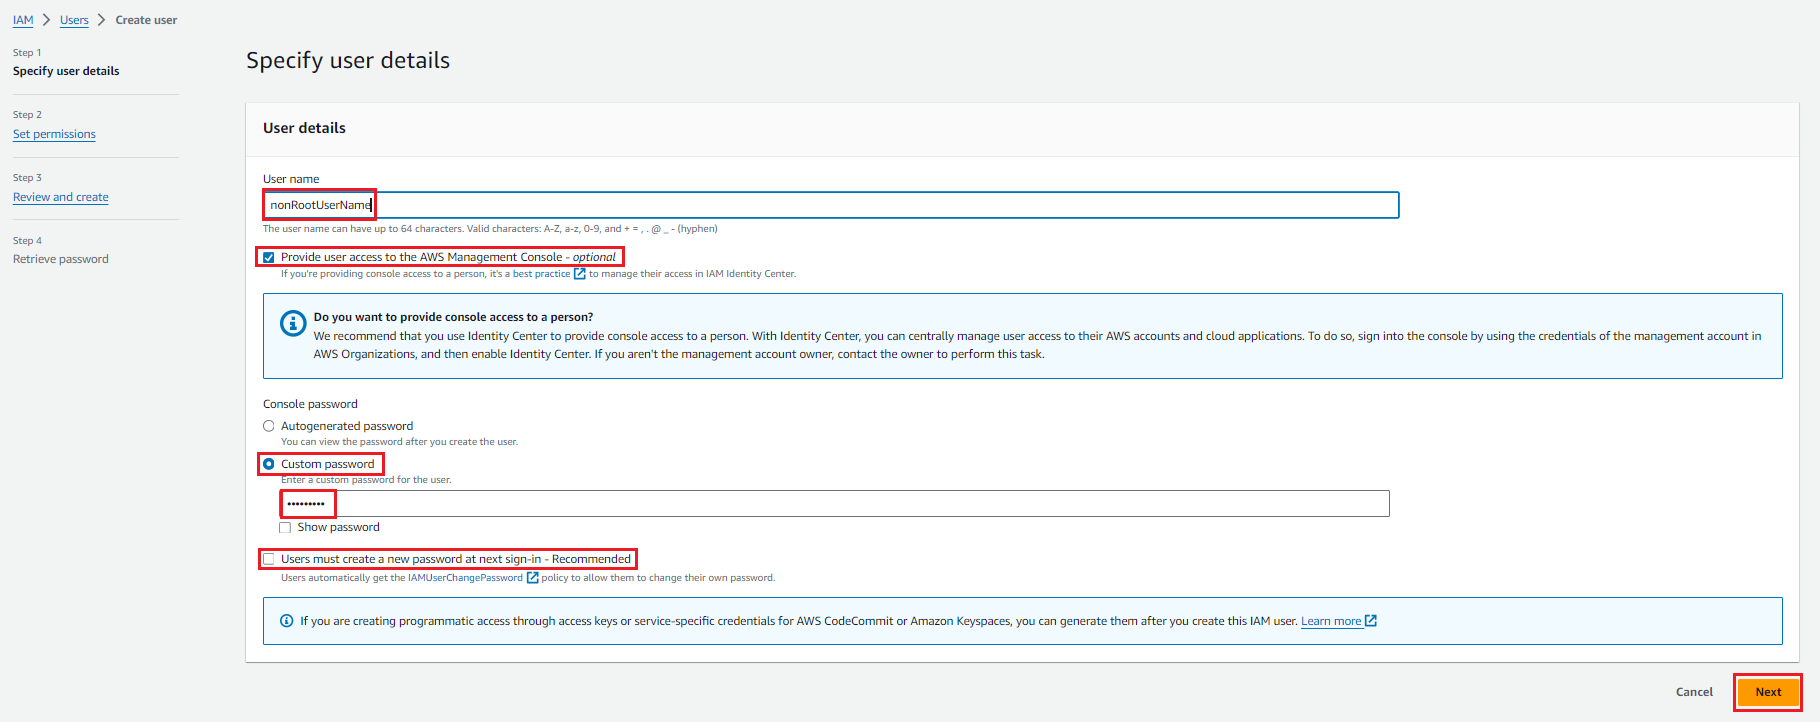 IAM > Users > Create user
Step 1
Specify user details
Step 2
Set permissions
Step 3
Review and create
Step 4
Retrieve password
Specify user details
User details
User name
nonRootUserName
The user name can have up to 64 characters. Valid characters: A-Z, a-z, 0-9, and + = , . @ _ - (hyphen)
Provide user access to the AWS Management Console - optional
If you're providing console access to a person, it's a best practice to manage their access in IAM Identity Center.
Do you want to provide console access to a person?
We recommend that you use Identity Center to provide console access to a person. With Identity Center, you can centrally manage user access to their AWS accounts and cloud applications. To do so, sign into the console by using the credentials of the management account in
AWS Organizations, and then enable Identity Center. If you aren't the management account owner, contact the owner to perform this task.
Console password
Autogenerated password
You can view the password after you create the user.
Custom password
Enter a custom password for the user.
•••••••••
Show password
Users must create a new password at next sign-in - Recommended
Users automatically get the IAMUserChangePassword policy to allow them to change their own password.
If you are creating programmatic access through access keys or service-specific credentials for AWS CodeCommit or Amazon Keyspaces, you can generate them after you create this IAM user. Learn more
Cancel
Next